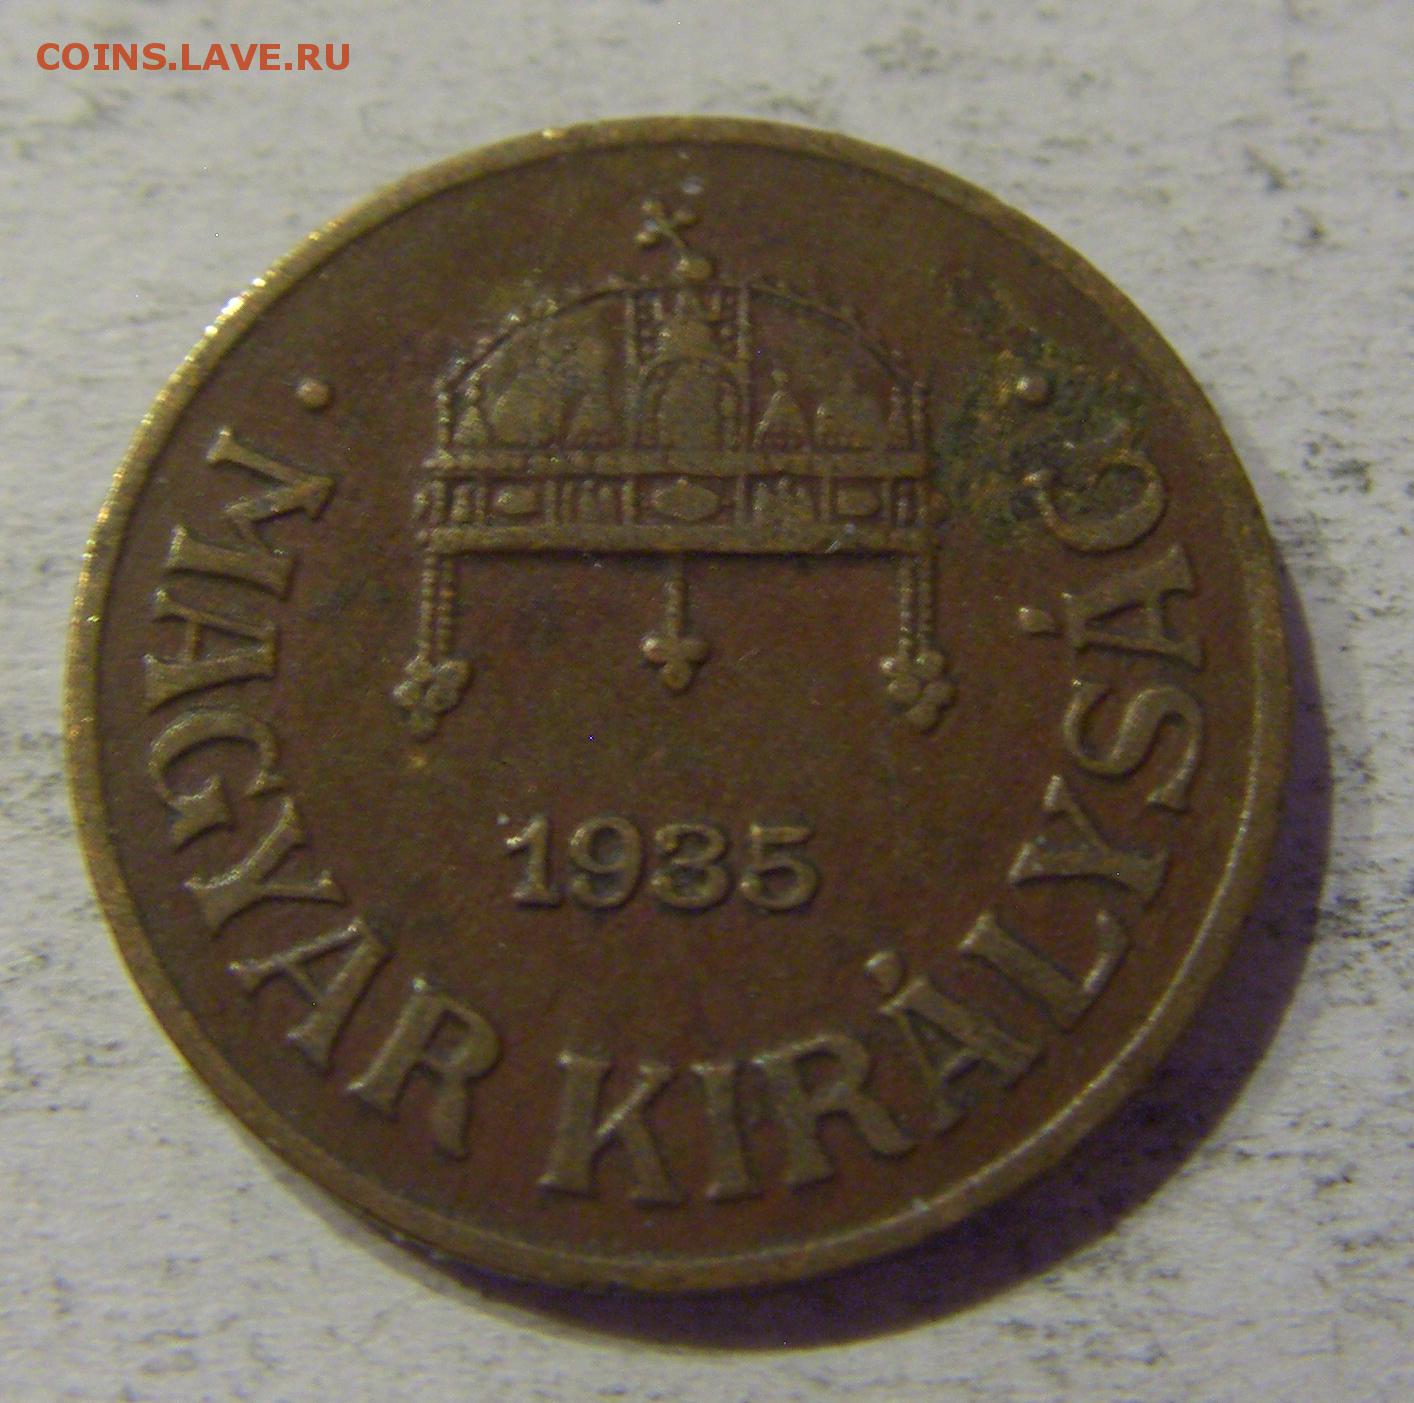 COINS.LAVE.RU
· MAGYAR KIRÁLYSÁG ·
1935